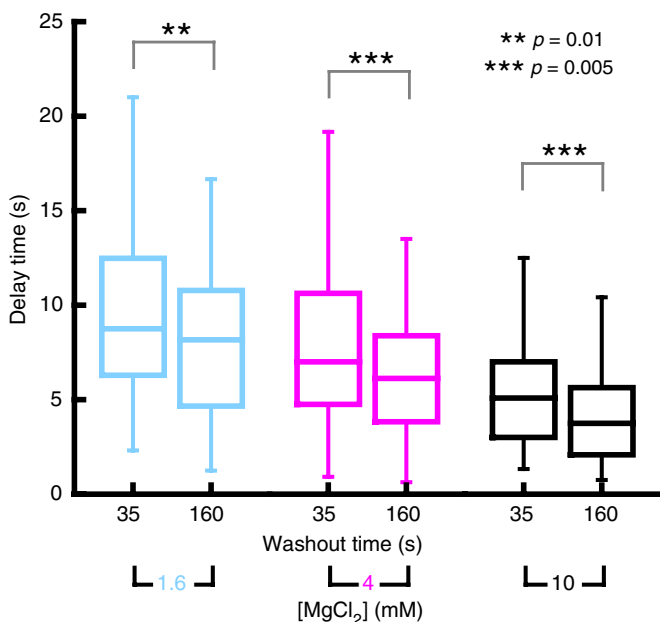 25
** p = 0.01
**
***
*** p = 0.005
20
***
15
Delay time (s)
10
5
0
35 160 35 160 35 160
Washout time (s)
1.6 4 10
[MgCl₂] (mM)